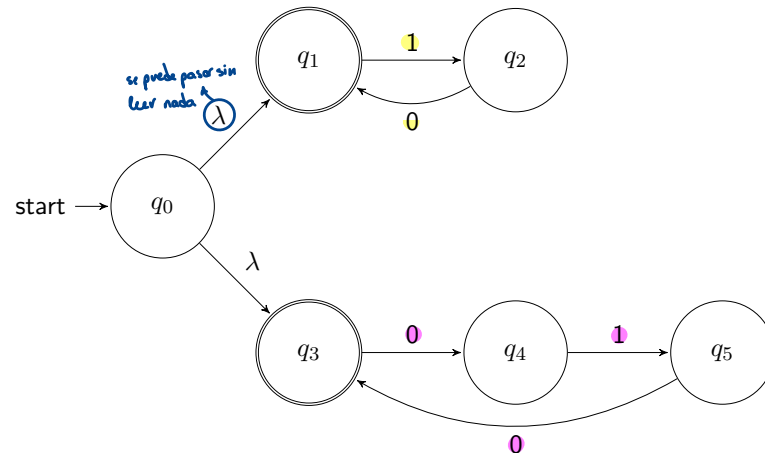 q1
1
q2
se puede pasar sin
leer nada
λ
0
start
q0
λ
q3
0
q4
1
q5
0